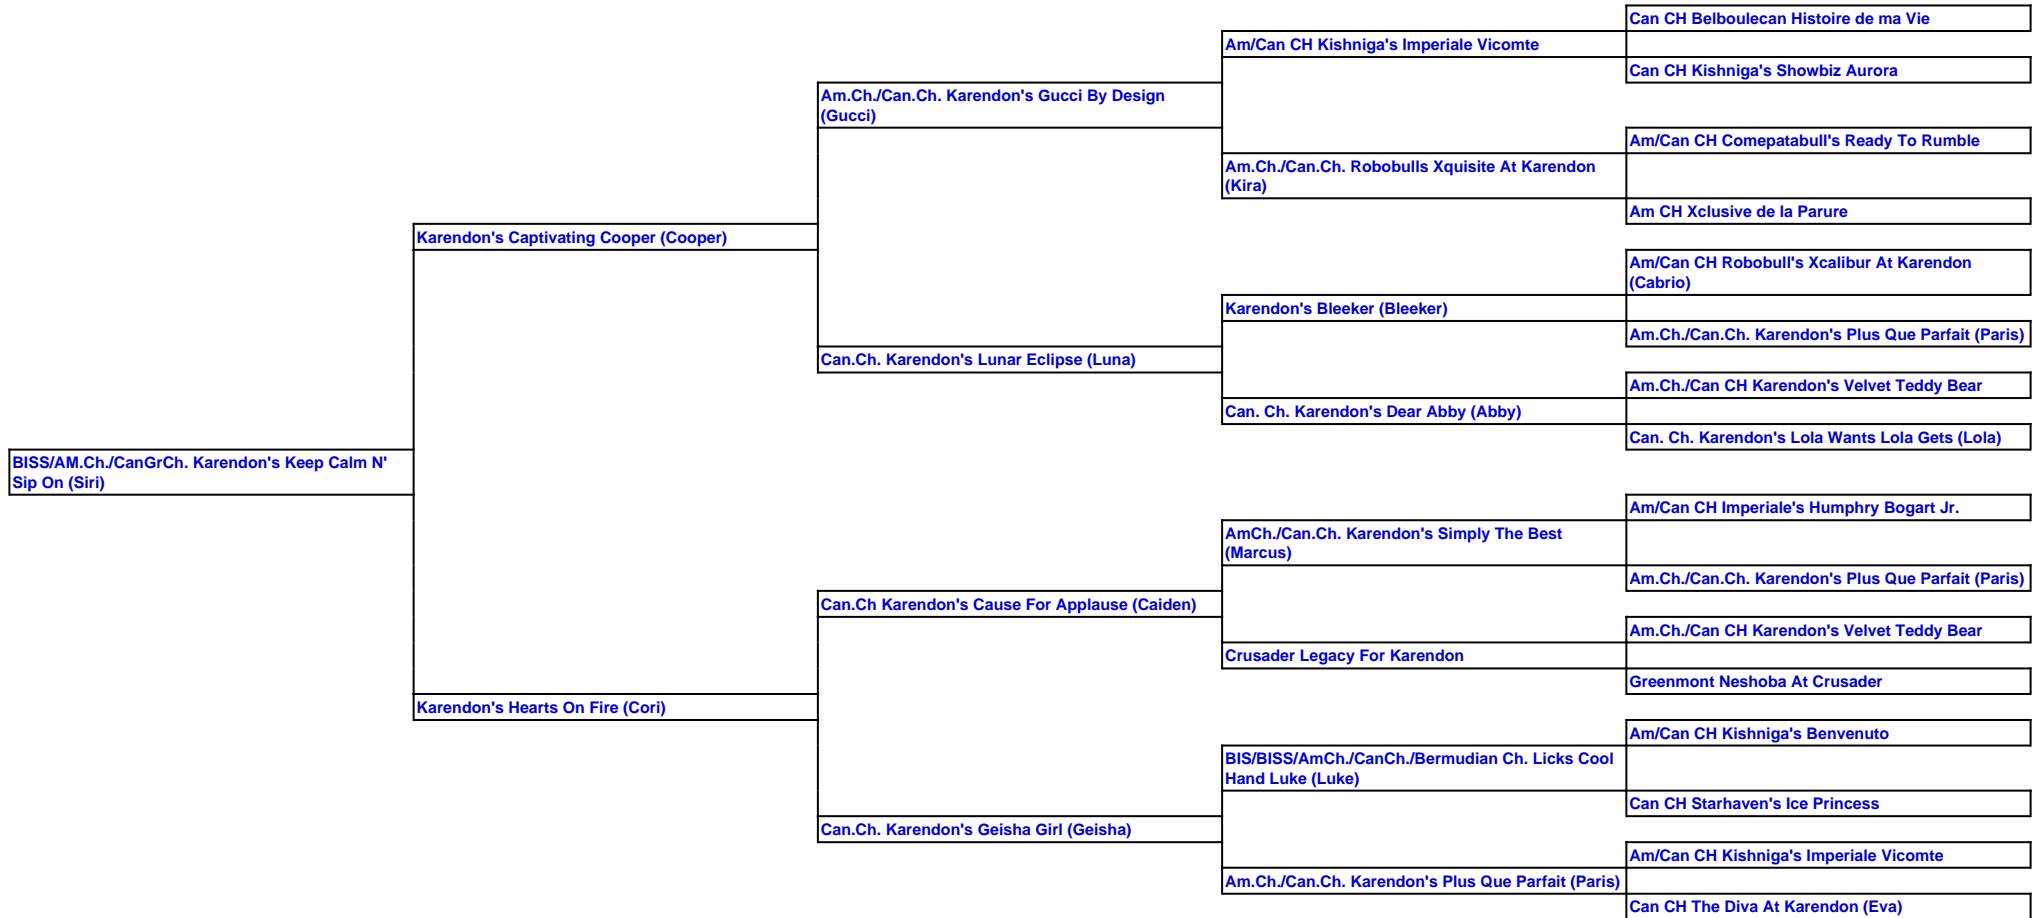 Can CH Belboulecan Histoire de ma Vie
Am/Can CH Kishniga's Imperiale Vicomte
Can CH Kishniga's Showbiz Aurora
Am.Ch./Can.Ch. Karendon's Gucci By Design
(Gucci)
Am/Can CH Comepatabull's Ready To Rumble
Am.Ch./Can.Ch. Robobulls Xquisite At Karendon
(Kira)
Am CH Xclusive de la Parure
Karendon's Captivating Cooper (Cooper)
Am/Can CH Robobull's Xcalibur At Karendon
(Cabrio)
Karendon's Bleeker (Bleeker)
Am.Ch./Can.Ch. Karendon's Plus Que Parfait (Paris)
Can.Ch. Karendon's Lunar Eclipse (Luna)
Am.Ch./Can CH Karendon's Velvet Teddy Bear
Can. Ch. Karendon's Dear Abby (Abby)
Can. Ch. Karendon's Lola Wants Lola Gets (Lola)
BISS/AM.Ch./CanGrCh. Karendon's Keep Calm N'
Sip On (Siri)
Am/Can CH Imperiale's Humphry Bogart Jr.
AmCh./Can.Ch. Karendon's Simply The Best
(Marcus)
Am.Ch./Can.Ch. Karendon's Plus Que Parfait (Paris)
Can.Ch Karendon's Cause For Applause (Caiden)
Am.Ch./Can CH Karendon's Velvet Teddy Bear
Crusader Legacy For Karendon
Greenmont Neshoba At Crusader
Karendon's Hearts On Fire (Cori)
Am/Can CH Kishniga's Benvenuto
BIS/BISS/AmCh./CanCh./Bermudian Ch. Licks Cool
Hand Luke (Luke)
Can CH Starhaven's Ice Princess
Can.Ch. Karendon's Geisha Girl (Geisha)
Am/Can CH Kishniga's Imperiale Vicomte
Am.Ch./Can.Ch. Karendon's Plus Que Parfait (Paris)
Can CH The Diva At Karendon (Eva)